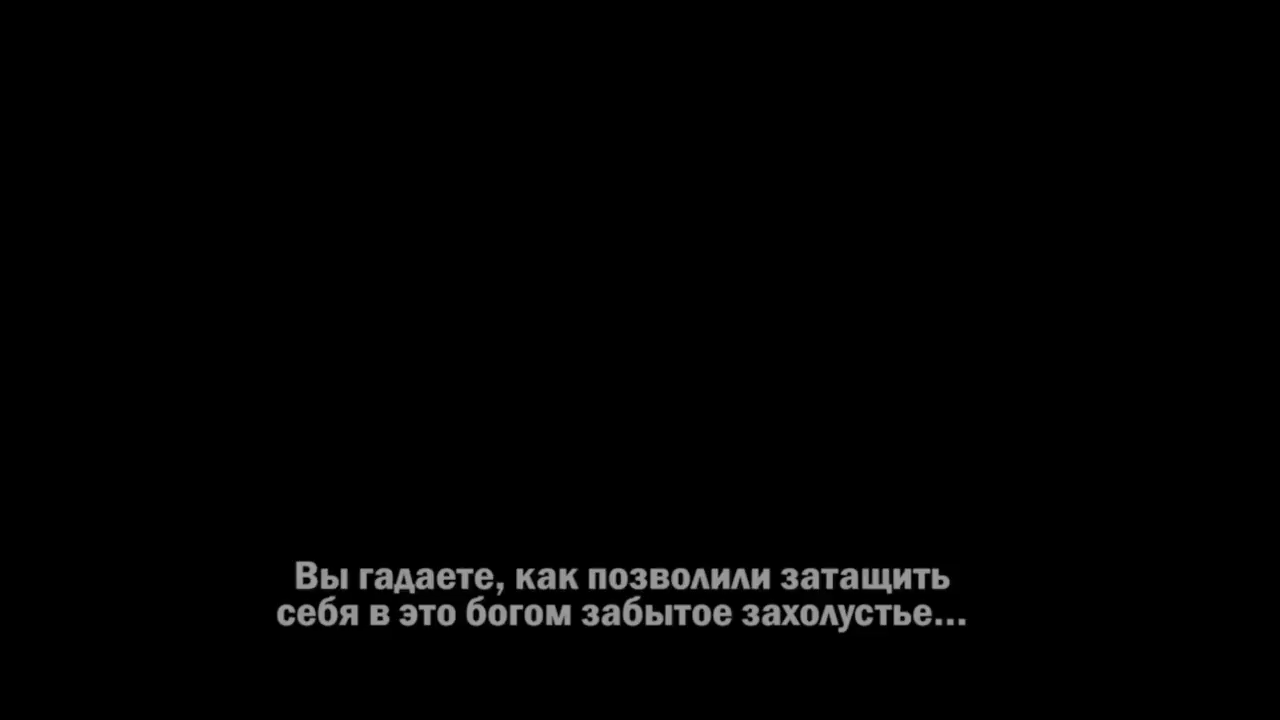 Вы гадаете, как позволили затащить
себя в это богом забытое захолустье...